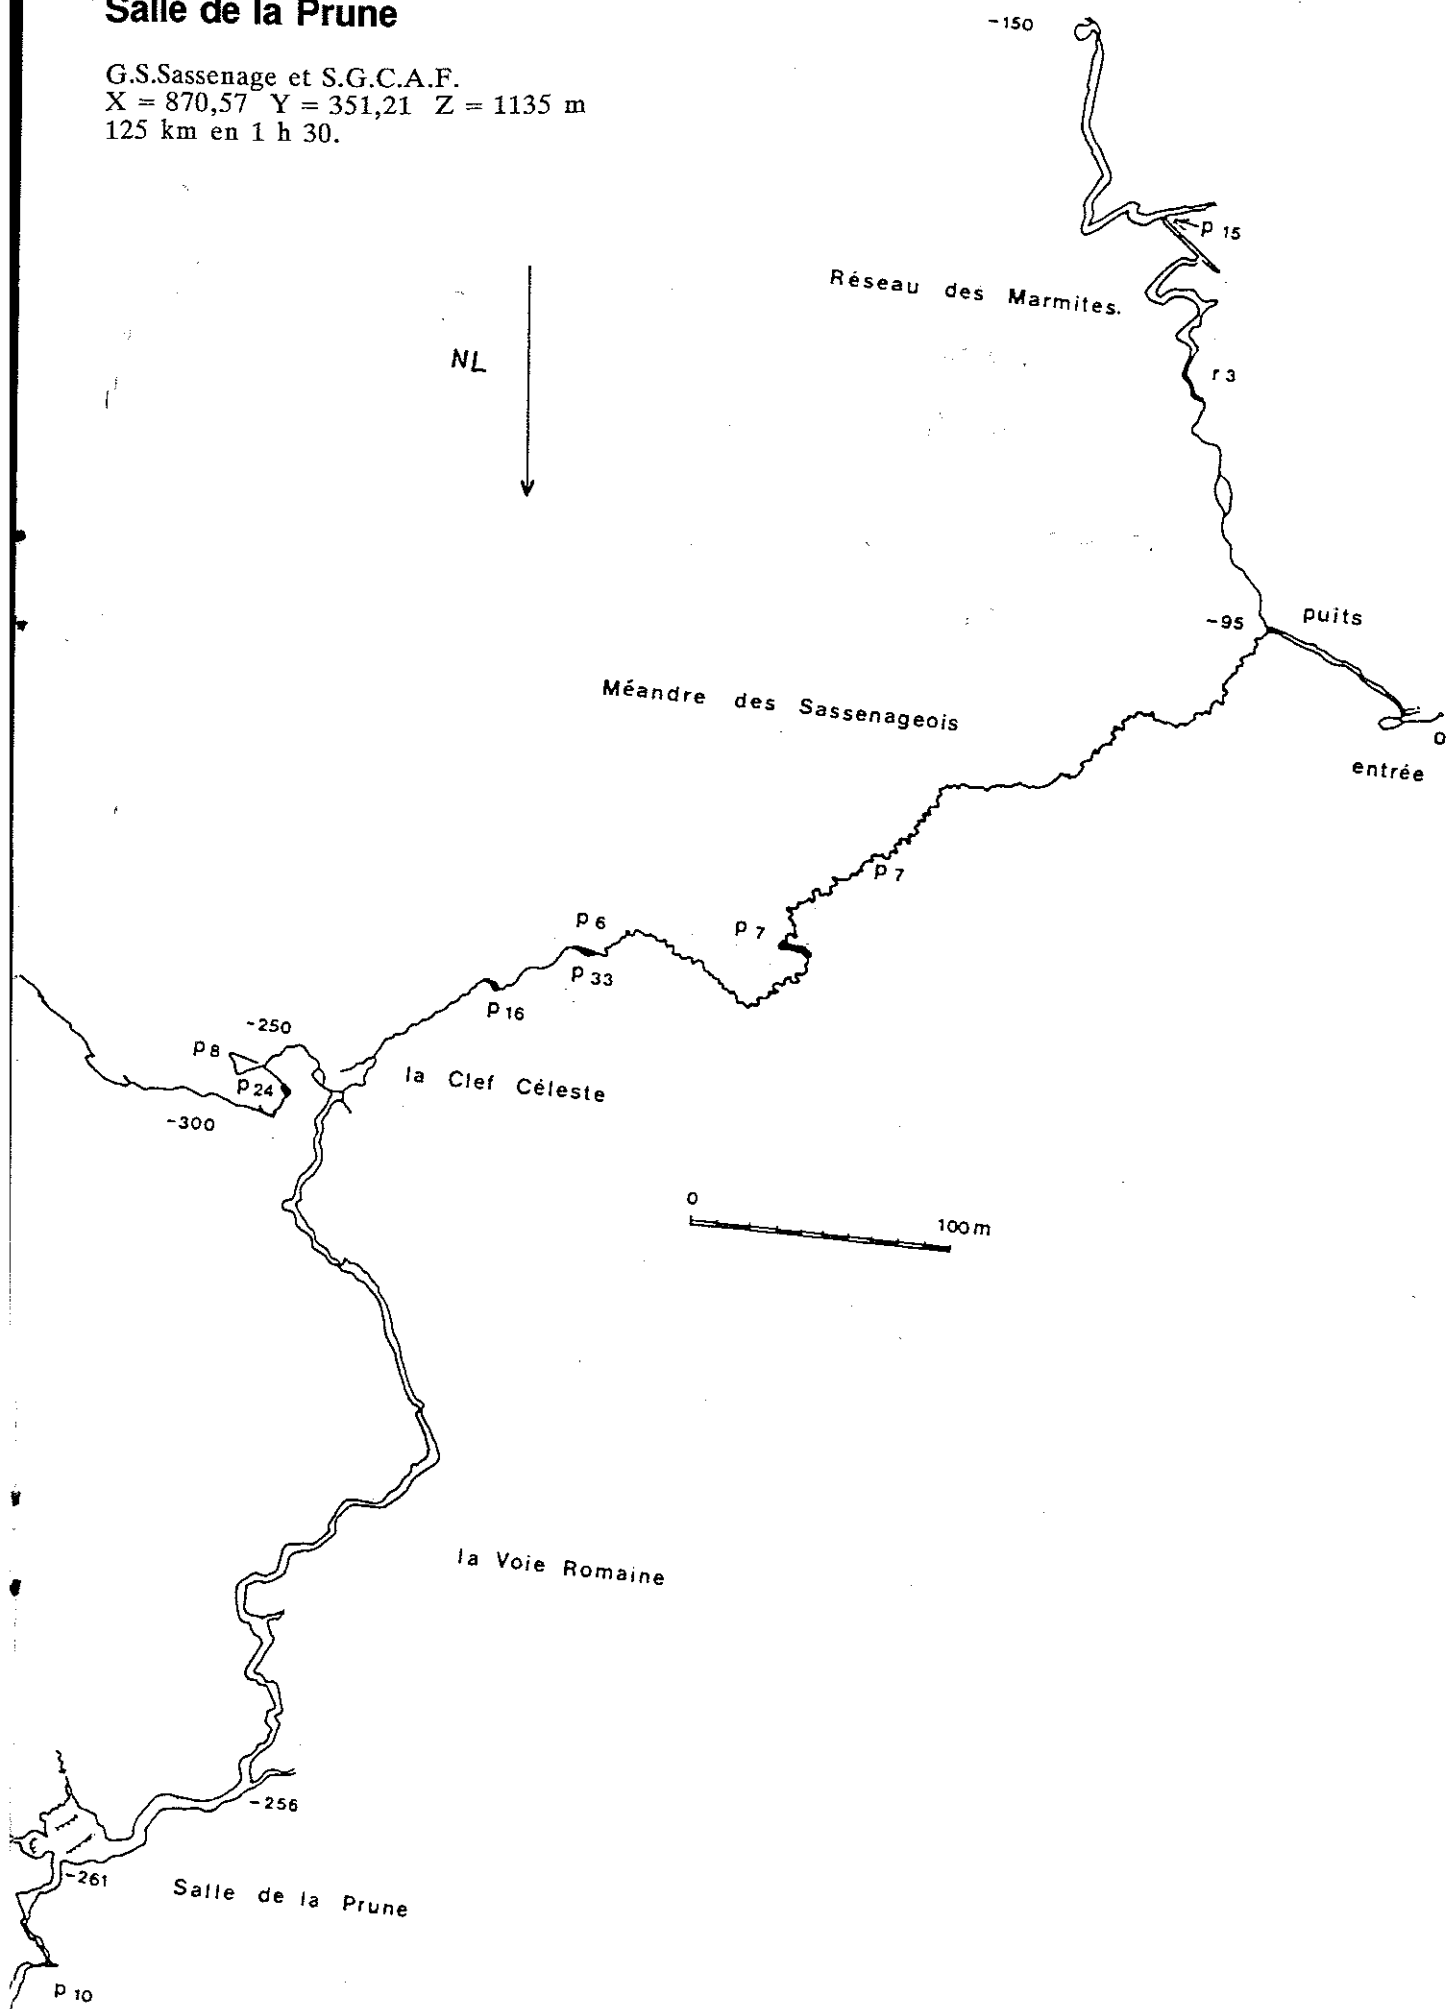 Salle de la Prune
G.S.Sassenage et S.G.C.A.F.
X = 870,57 Y = 351,21 Z = 1135 m
125 km en 1 h 30.
-150
p 15
Réseau des Marmites.
NL
r 3
puits
-95
Méandre des Sassenageois
0
entrée
p 7
p 6
p 7
p 33
p 16
-250
p 8
la Clef Céleste
p 24
-300
0
100 m
la Voie Romaine
-256
-261
Salle de la Prune
p 10